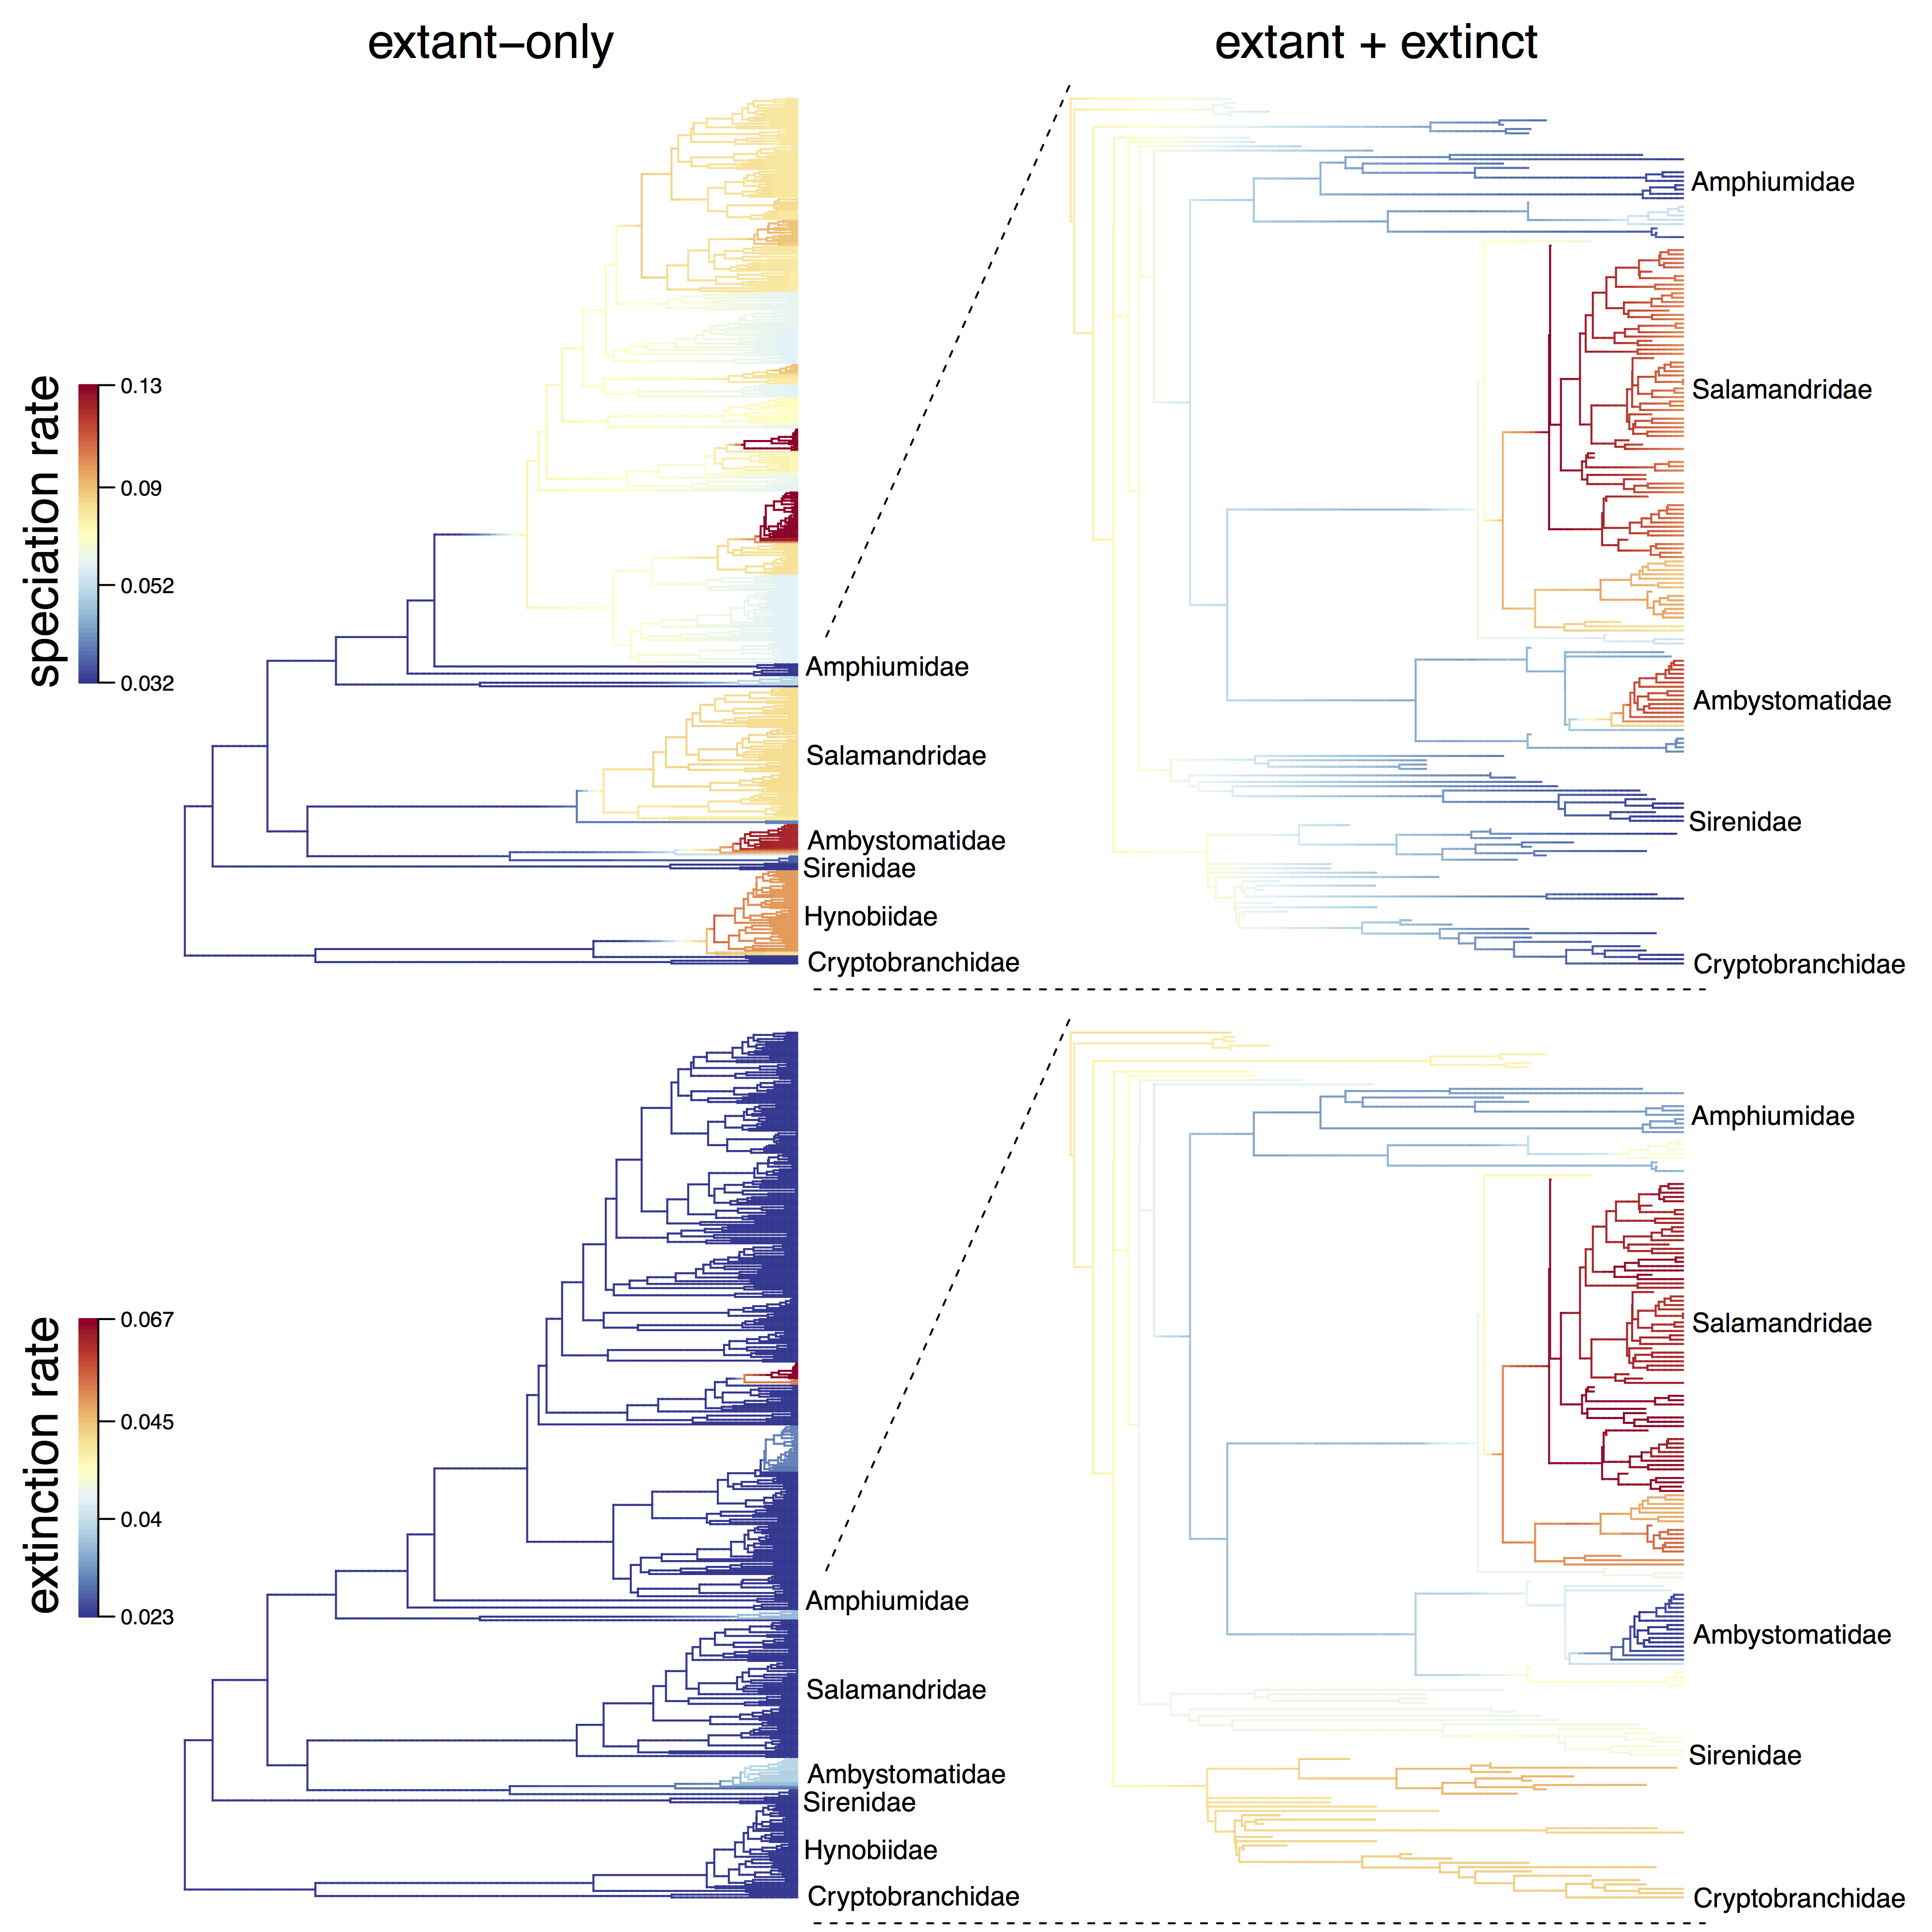 extant–only
extant + extinct
speciation rate
0.13
0.09
0.052
0.032
Amphiumidae
Salamandridae
Ambystomatidae
Sirenidae
Hynobiidae
Cryptobranchidae
Amphiumidae
Salamandridae
Ambystomatidae
Sirenidae
Cryptobranchidae
extinction rate
0.067
0.045
0.04
0.023
Amphiumidae
Salamandridae
Ambystomatidae
Sirenidae
Hynobiidae
Cryptobranchidae
Amphiumidae
Salamandridae
Ambystomatidae
Sirenidae
Cryptobranchidae